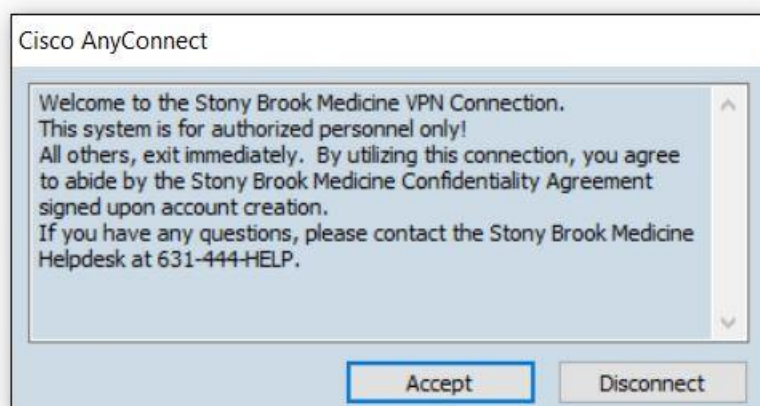 Cisco AnyConnect
Welcome to the Stony Brook Medicine VPN Connection.
This system is for authorized personnel only!
All others, exit immediately.  By utilizing this connection, you agree
to abide by the Stony Brook Medicine Confidentiality Agreement
signed upon account creation.
If you have any questions, please contact the Stony Brook Medicine
Helpdesk at 631-444-HELP.
Accept Disconnect